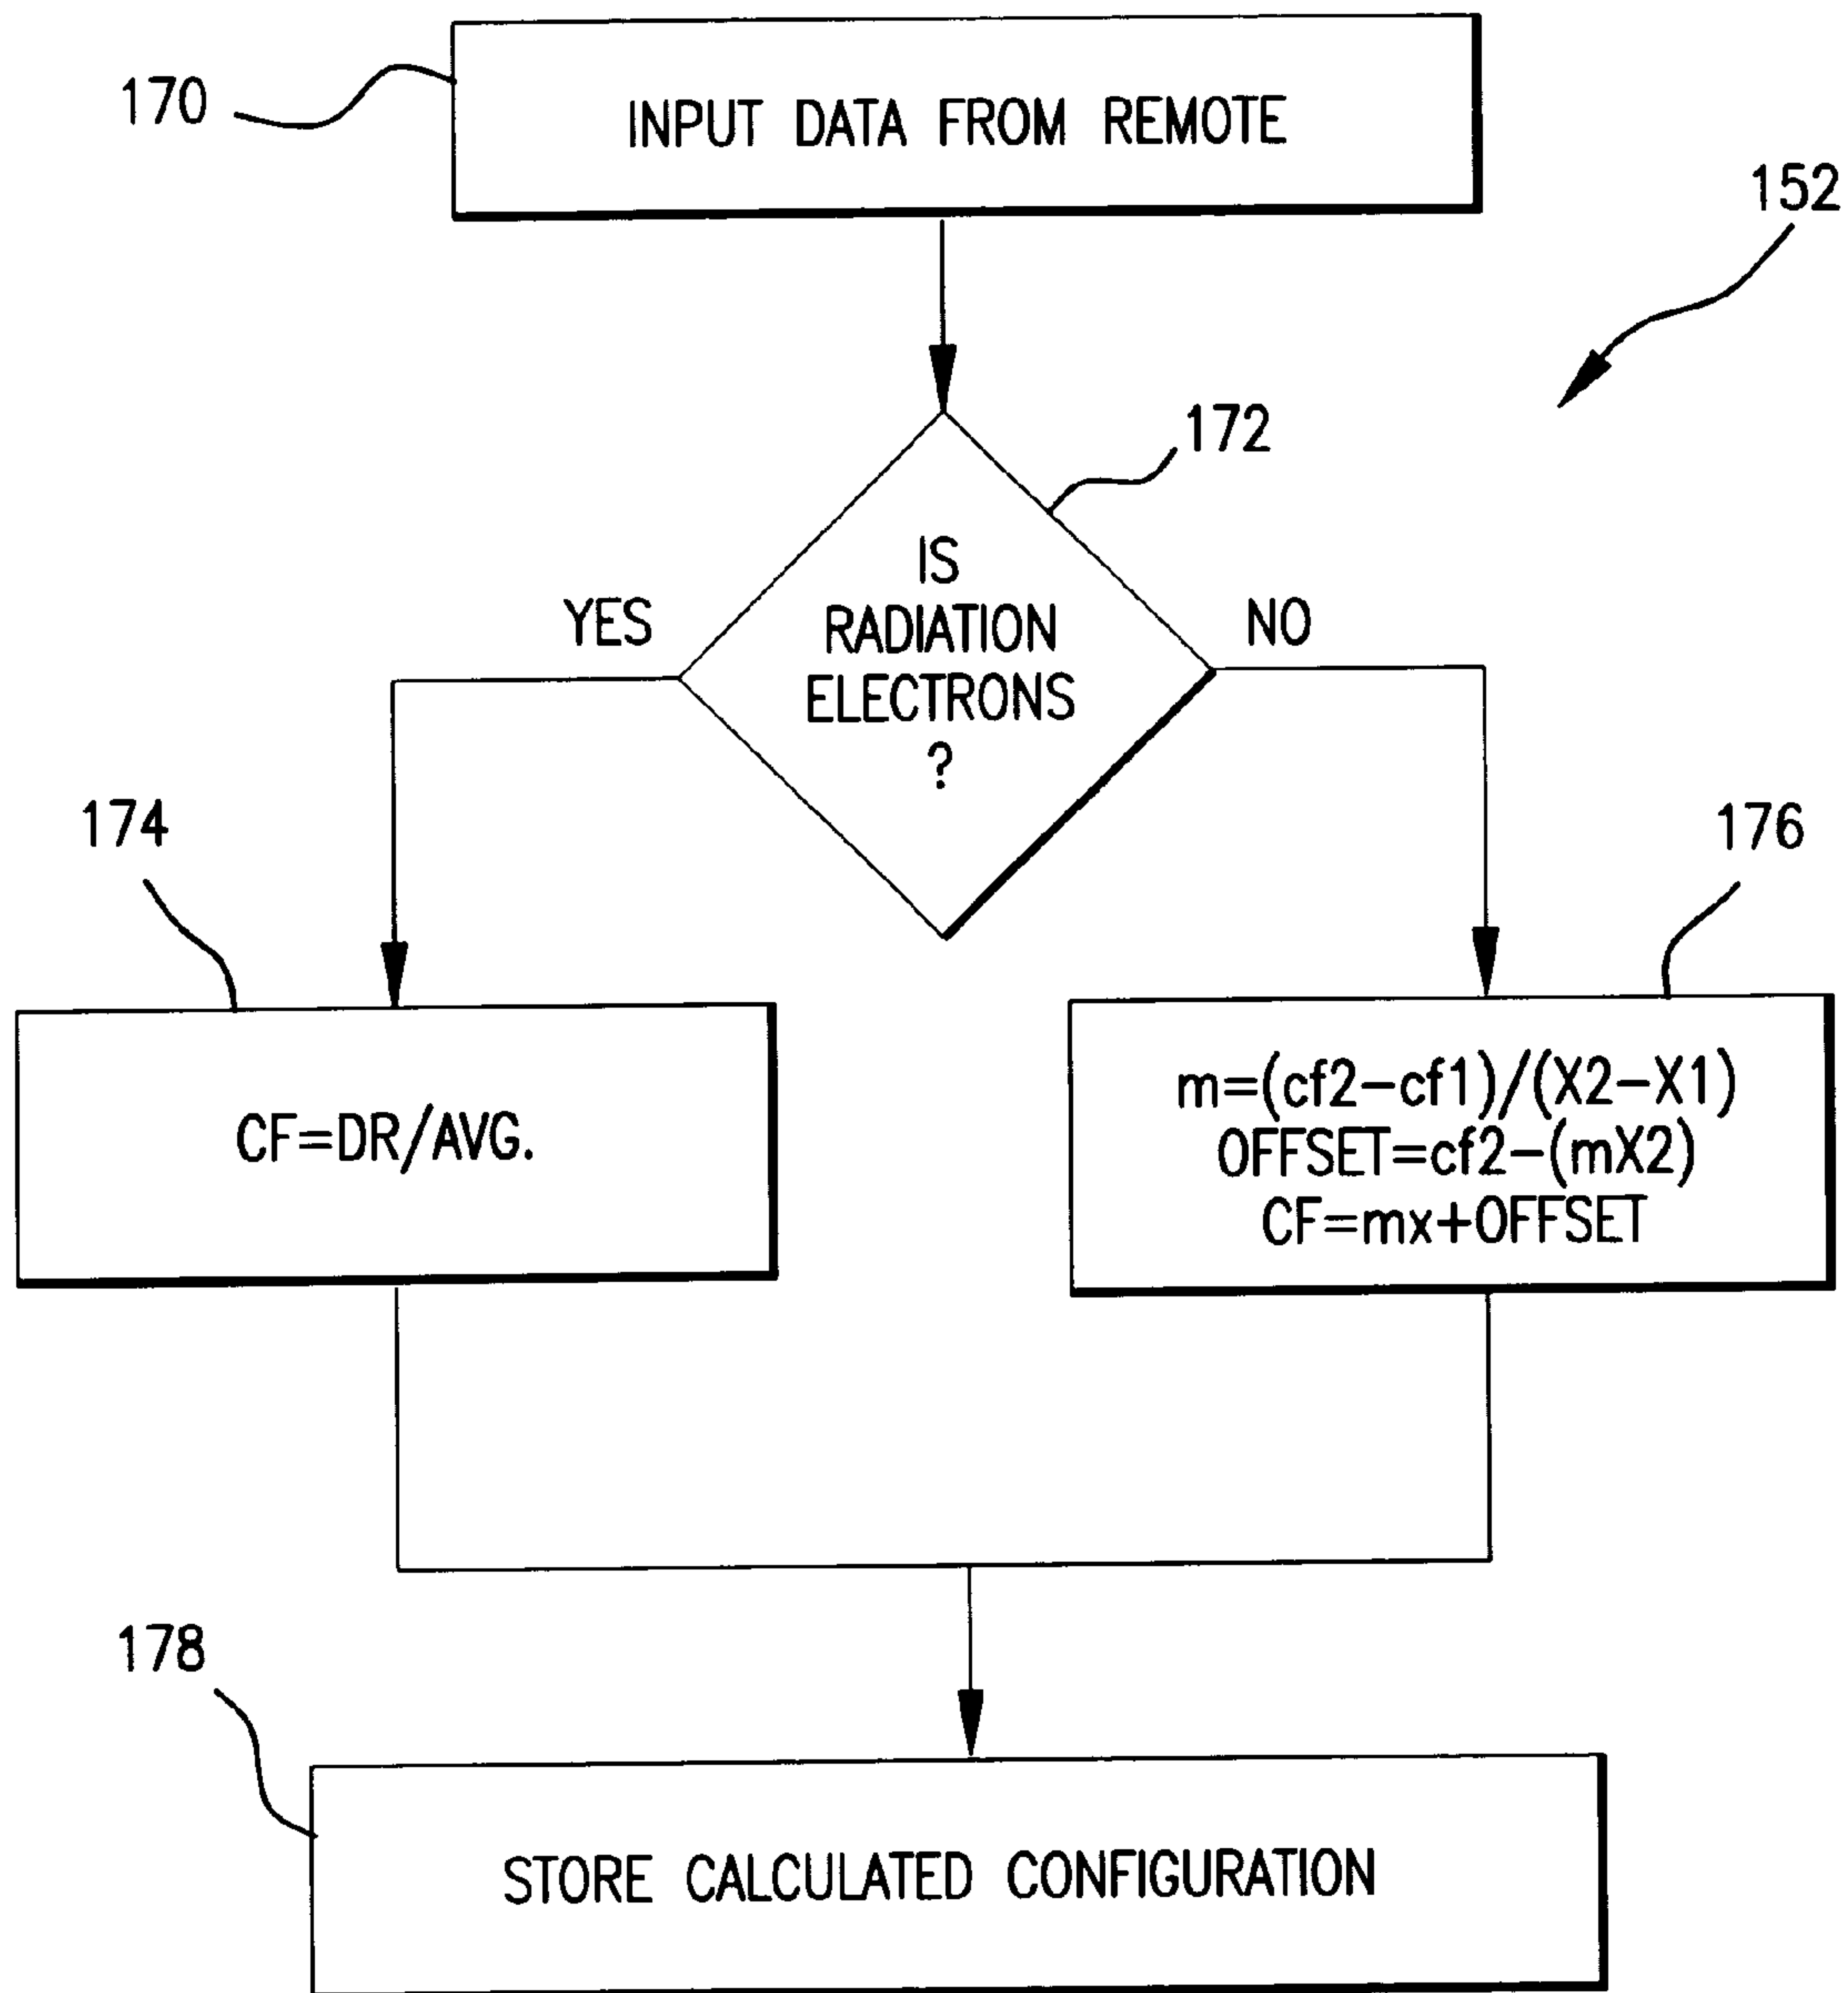 170
INPUT DATA FROM REMOTE
152
172
IS
RADIATION
ELECTRONS
?
YES
NO
174
176
CF=DR/AVG.
m=(cf2-cf1)/(X2-X1)
OFFSET=cf2-(mX2)
CF=mx+OFFSET
178
STORE CALCULATED CONFIGURATION